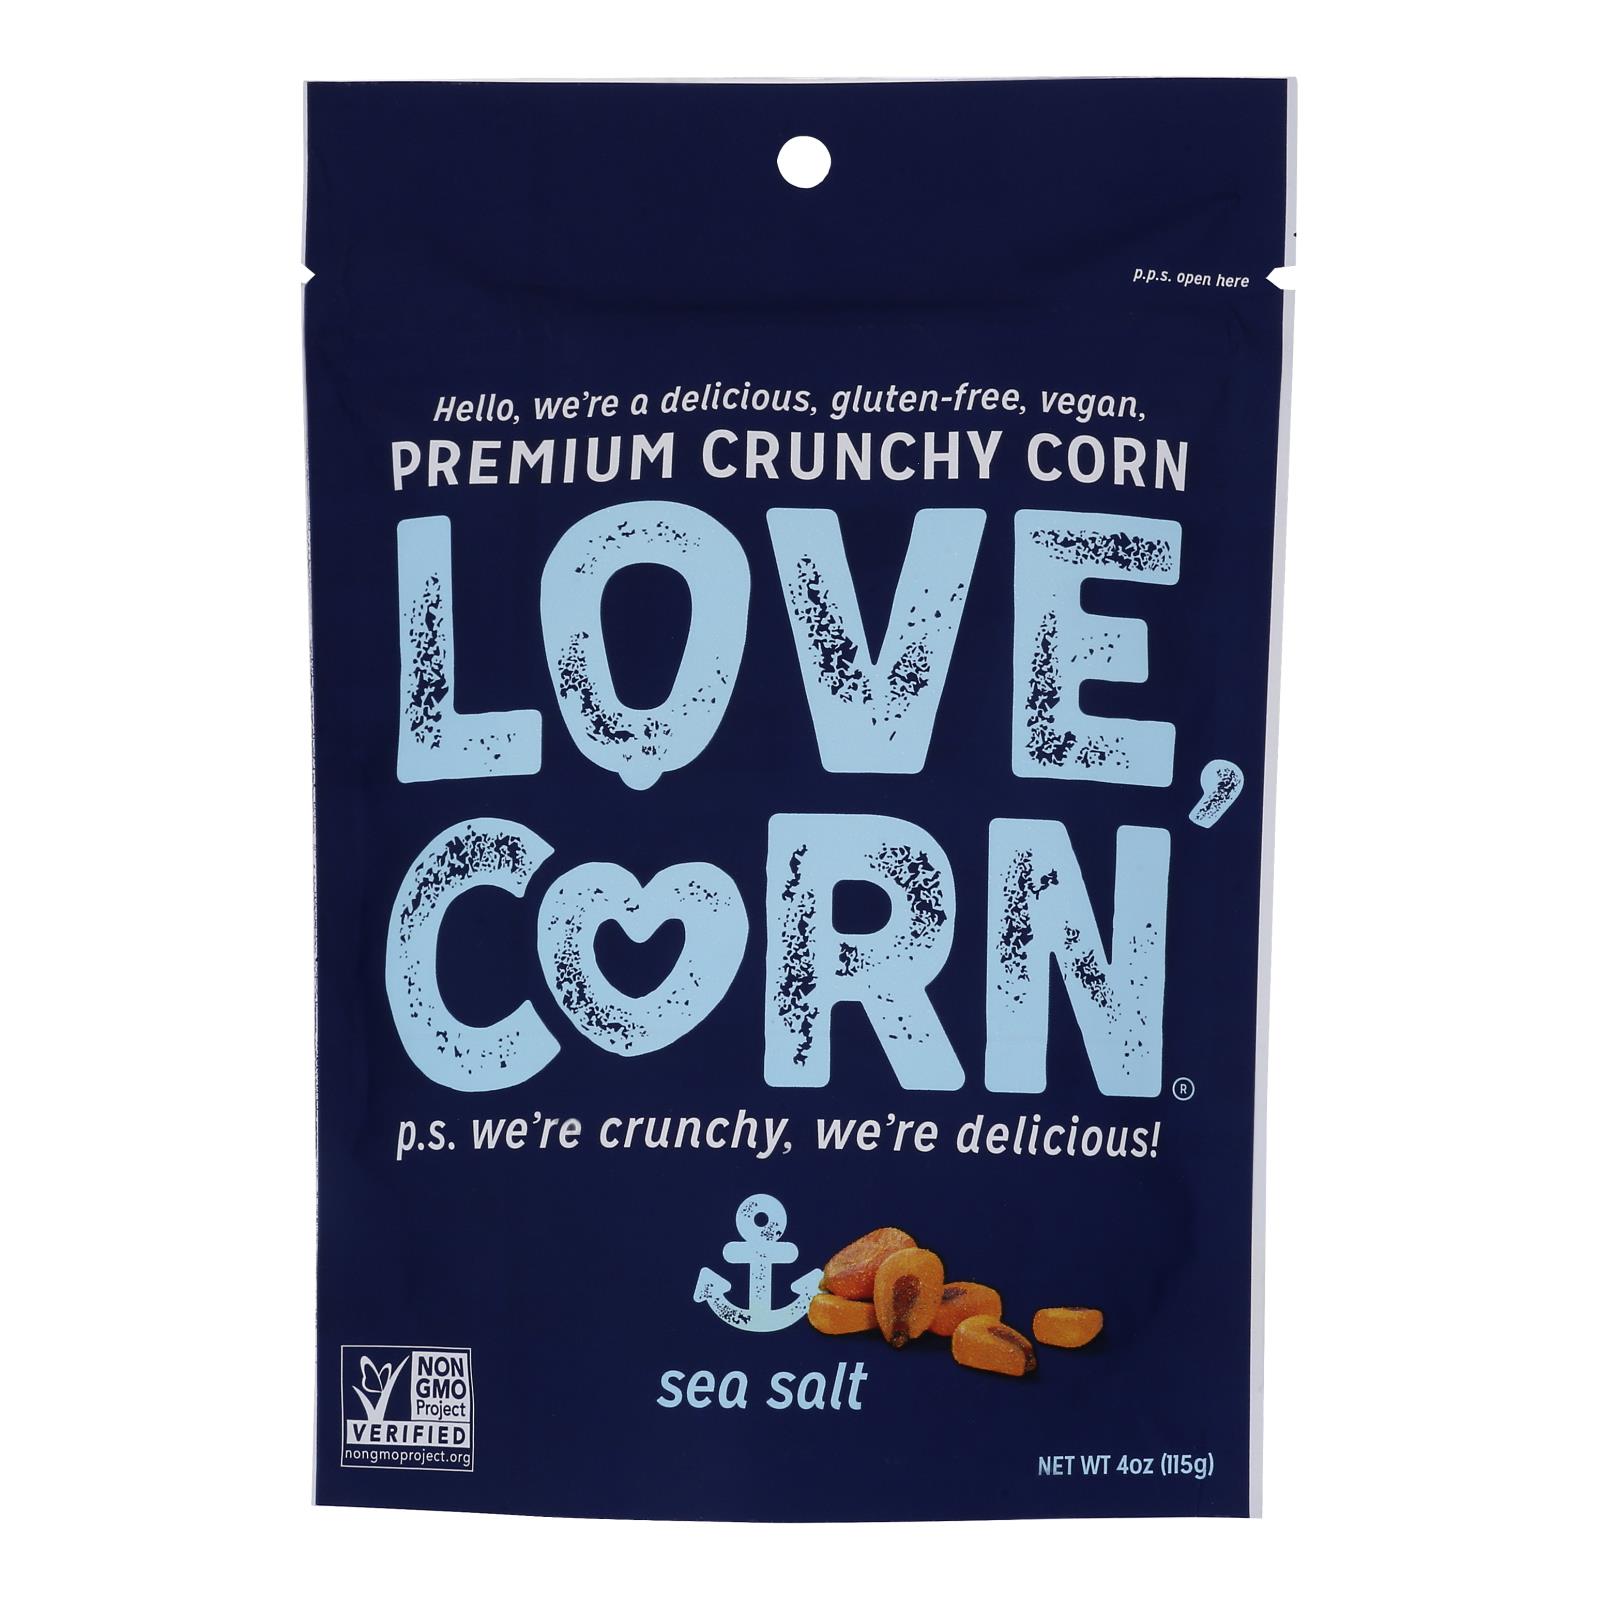 p.p.s. open here
Hello, we're a delicious, gluten-free, vegan,
PREMIUM CRUNCHY CORN
LOVE,
CORN
®
p.s. we're crunchy, we're delicious!
sea salt
NON
GMO
Project
VERIFIED
nongmoproject.org
NET WT 4oz (115g)